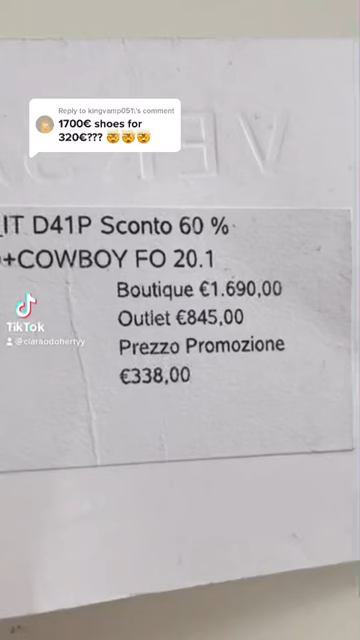 Reply to kingvamp051's comment
1700€ shoes for
320€??? 🤯🤯🤯
IT D41P Sconto 60 %
+COWBOY FO 20.1
Boutique €1.690,00
Outlet €845,00
Prezzo Promozione
€338,00
TikTok
@ciaraodohertyy